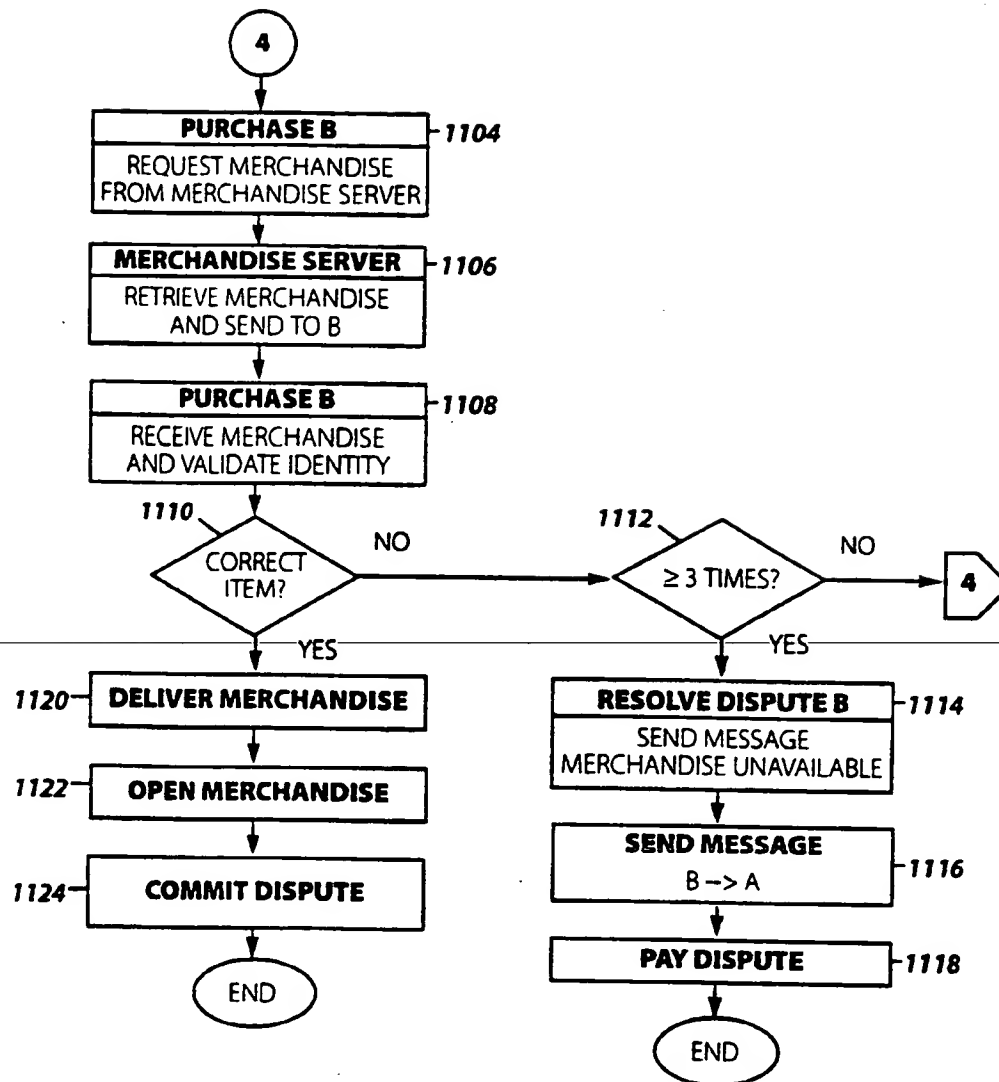 4
PURCHASE B
1104
REQUEST MERCHANDISE
FROM MERCHANDISE SERVER
MERCHANDISE SERVER
1106
RETRIEVE MERCHANDISE
AND SEND TO B
PURCHASE B
1108
RECEIVE MERCHANDISE
AND VALIDATE IDENTITY
1110
CORRECT
ITEM?
NO
1112
≥ 3 TIMES?
NO
4
YES
YES
1120
DELIVER MERCHANDISE
1122
OPEN MERCHANDISE
1124
COMMIT DISPUTE
END
RESOLVE DISPUTE B
1114
SEND MESSAGE
MERCHANDISE UNAVAILABLE
SEND MESSAGE
B –> A
1116
PAY DISPUTE
1118
END